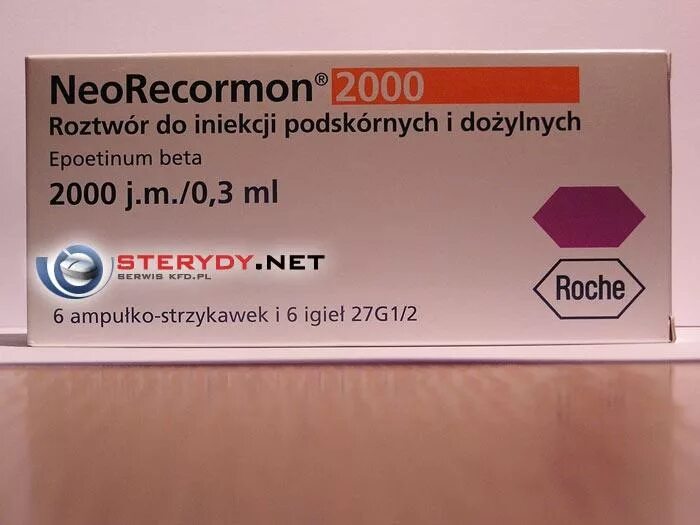 NeoRecormon® 2000
Roztwór do iniekcji podskórnych i dożylnych
Epoetinum beta
2000 j.m./0,3 ml
STERYDY.NET
SERWIS KFD.PL
Roche
6 ampułko-strzykawek i 6 igieł 27G1/2